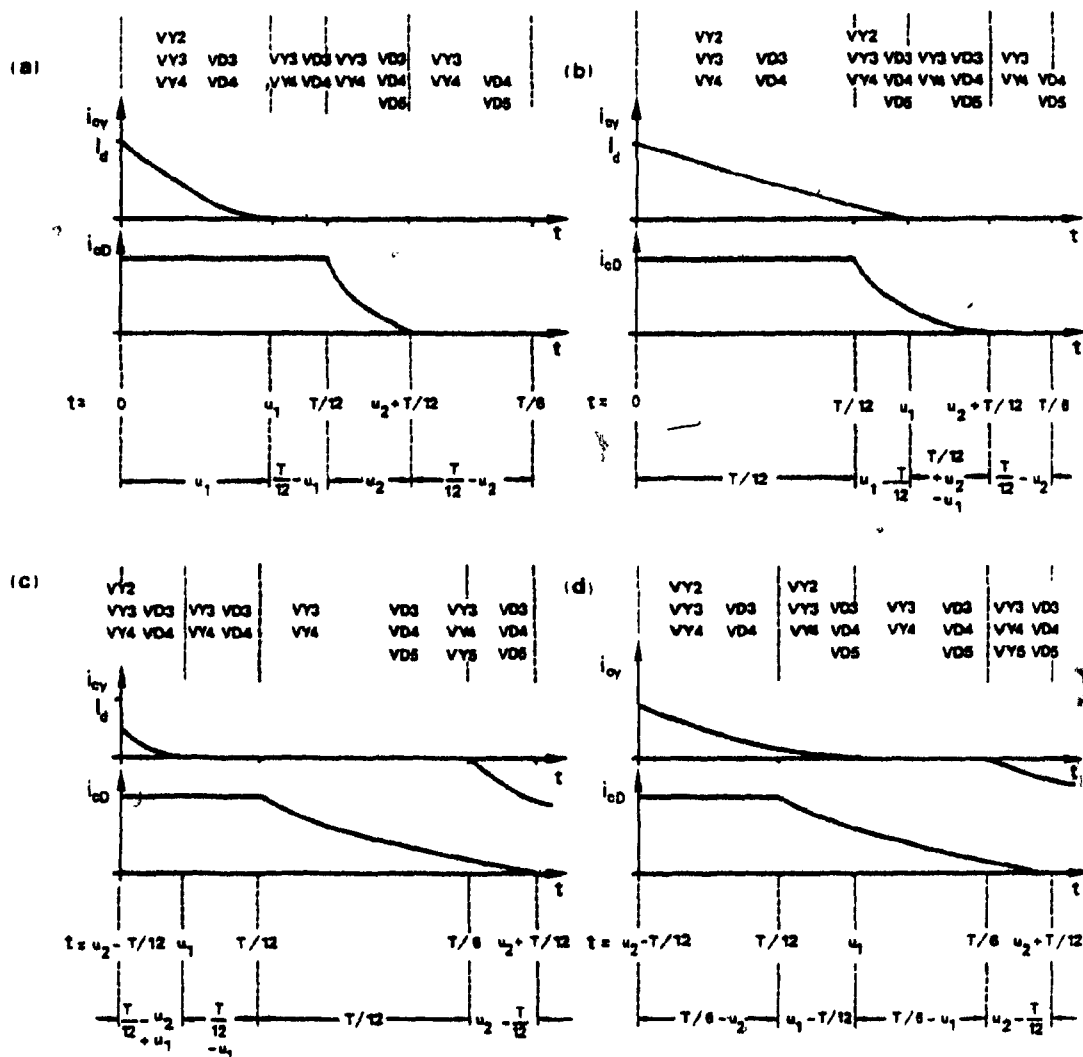 (a)
VY2
VY3 VD3 VY3 VD3 VY3 VD3 VY3
VY4 VD4 VY4 VD4 VY4 VD4 VY4 VD4
VD5 VD5
i_cy
I_d
t
i_cD
t
t= 0 u_1 T/12 u_2+T/12 T/6
u_1 T/12-u_1 u_2 T/12-u_2
(b)
VY2 VY2
VY3 VD3 VY3 VD3 VY3 VD3 VY3
VY4 VD4 VY4 VD4 VY4 VD4 VY4 VD4
VD5 VD5 VD5
i_cy
I_d
t
i_cD
t
t= 0 T/12 u_1 u_2+T/12 T/6
T/12 u_1-T/12 T/12+u_2-u_1 T/12-u_2
(c)
VY2
VY3 VD3 VY3 VD3 VY3 VD3 VY3 VD3
VY4 VD4 VY4 VD4 VY4 VD4 VY4 VD4
VD5 VY5 VD5
i_cy
I_d
t
i_cD
t
t=u_2-T/12 u_1 T/12 T/6 u_2+T/12
T/12-u_2+u_1 T/12-u_1 T/12 u_2-T/12
(d)
VY2 VY2
VY3 VD3 VY3 VD3 VY3 VD3 VY3 VD3
VY4 VD4 VY4 VD4 VY4 VD4 VY4 VD4
VD5 VD5 VY5 VD5
i_cy
I_d
t
i_cD
t
t=u_2-T/12 T/12 u_1 T/6 u_2+T/12
T/6-u_2 u_1-T/12 T/6-u_1 u_2-T/12